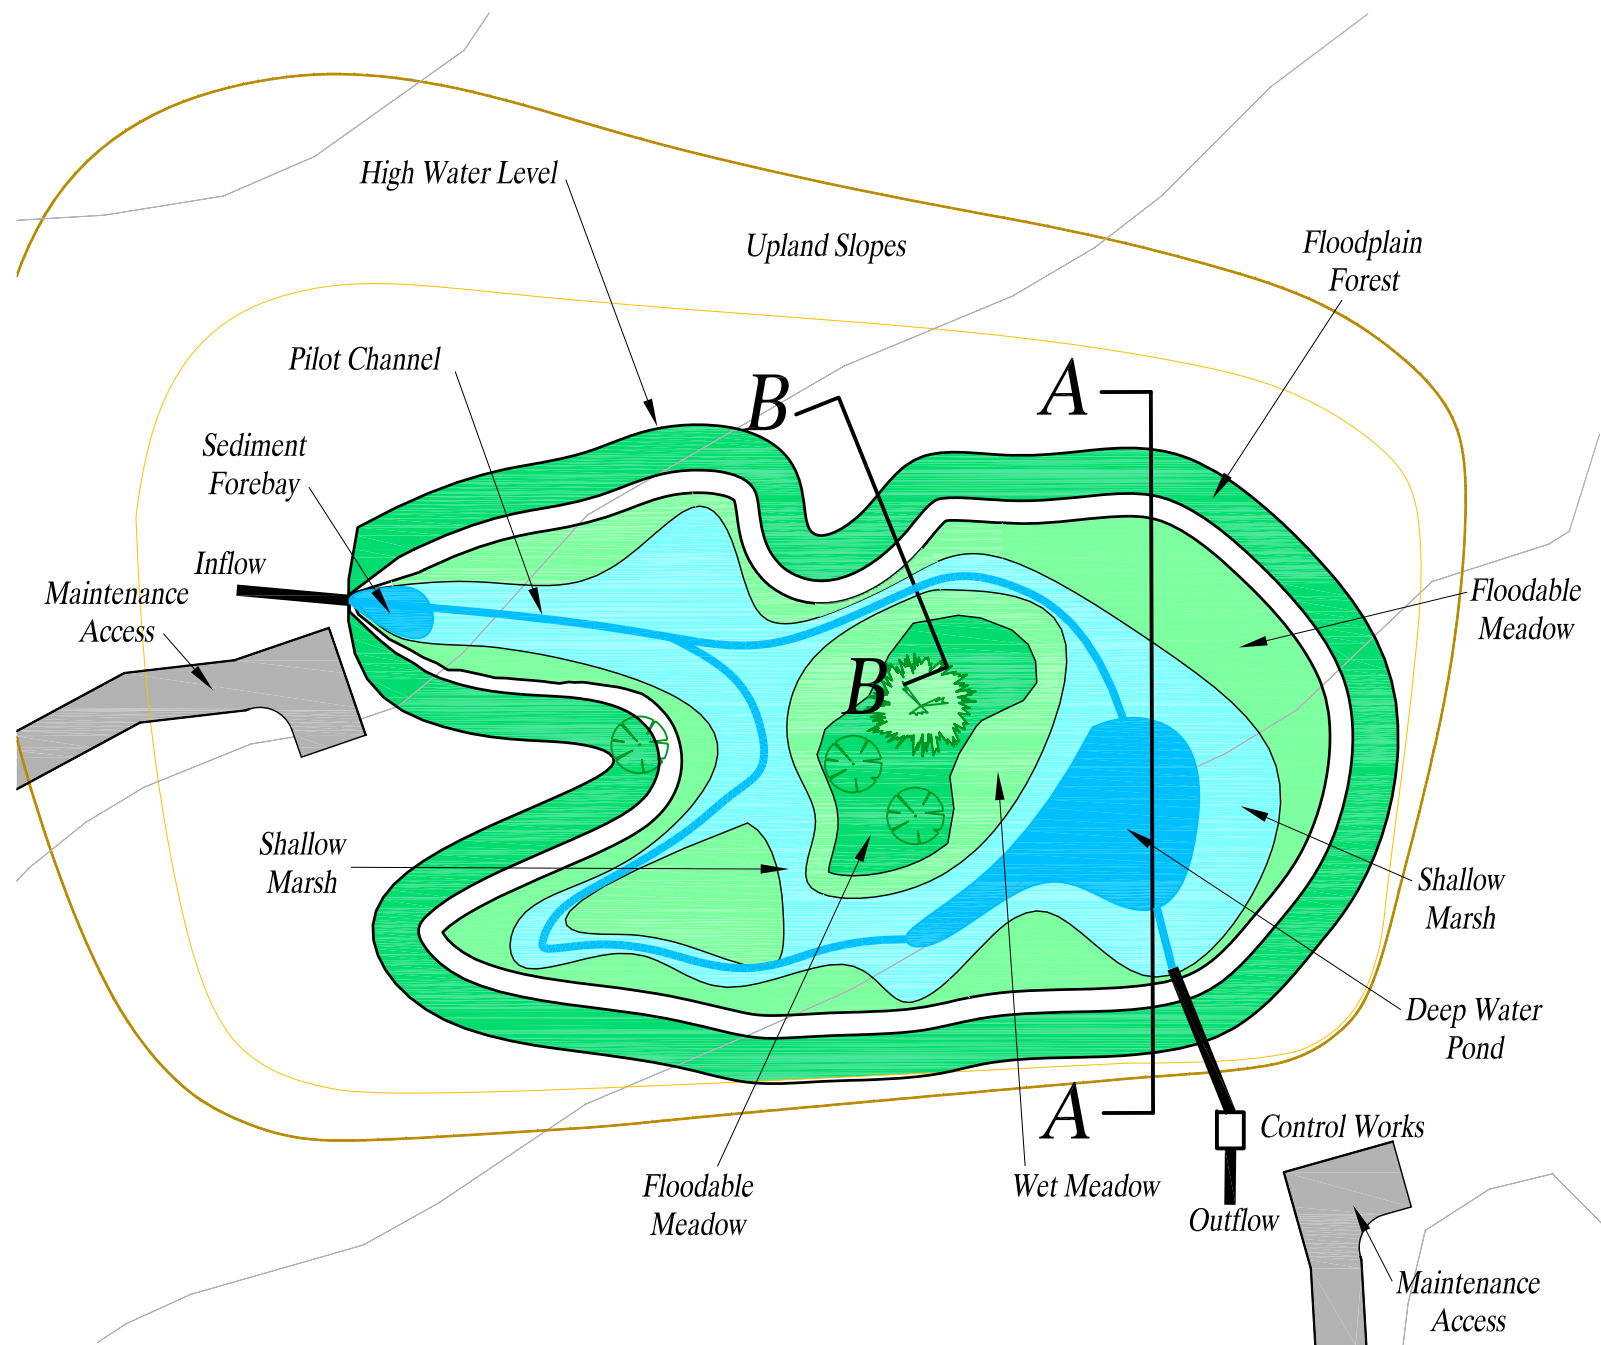 High Water Level
Upland Slopes
Floodplain
Forest
Pilot Channel
B
A
Sediment
Forebay
Inflow
Maintenance
Access
Floodable
Meadow
B
Shallow
Marsh
Shallow
Marsh
Deep Water
Pond
A
Control Works
Floodable
Meadow
Wet Meadow
Outflow
Maintenance
Access